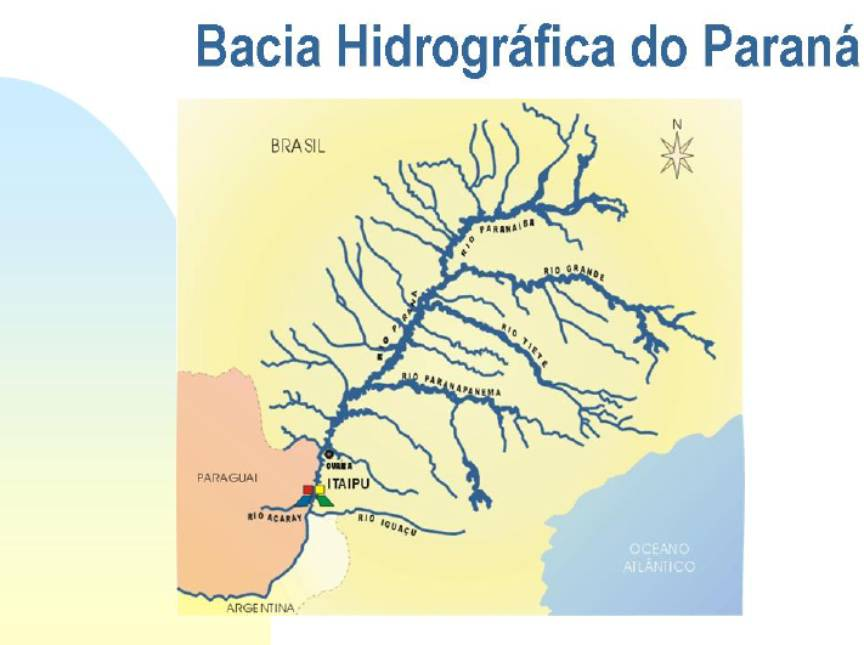 Bacia Hidrográfica do Paraná
N
BRASIL
RIO PARANAÍBA
RIO GRANDE
RIO PARANÁ
RIO TIETÊ
RIO PARANAPANEMA
GUAIRA
PARAGUAI
ITAIPU
RIO ACARAY
RIO IGUAÇU
OCEANO
ATLÂNTICO
ARGENTINA